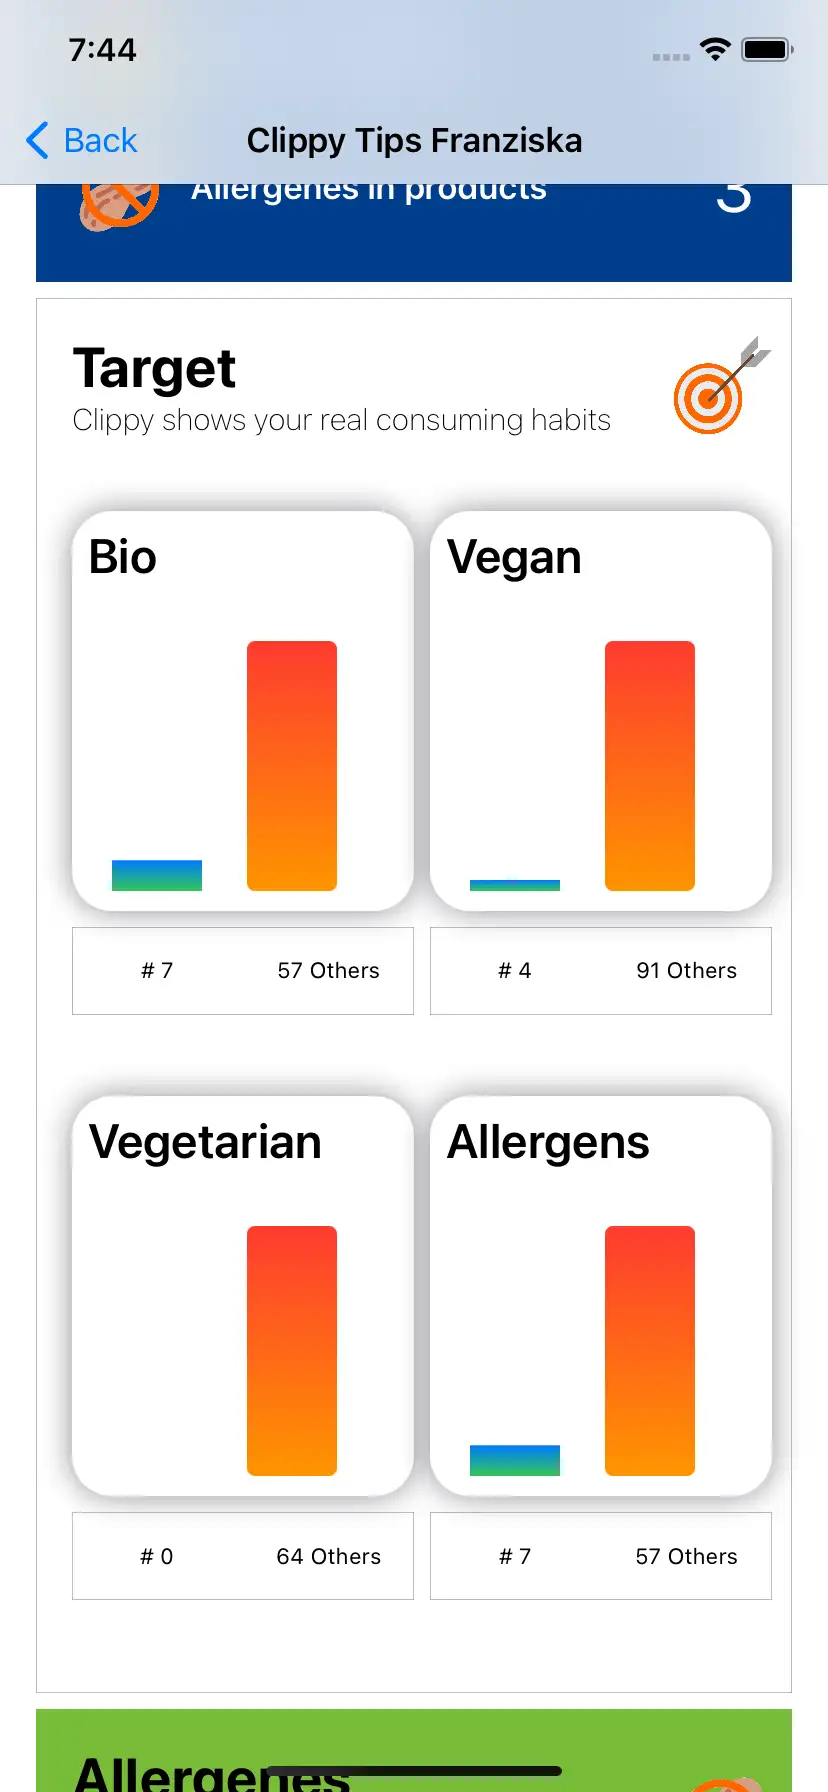 7:44
Back
Clippy Tips Franziska
Allergenes in products
3
Target
Clippy shows your real consuming habits
Bio
Vegan
# 7
57 Others
# 4
91 Others
Vegetarian
Allergens
# 0
64 Others
# 7
57 Others
Allergenes